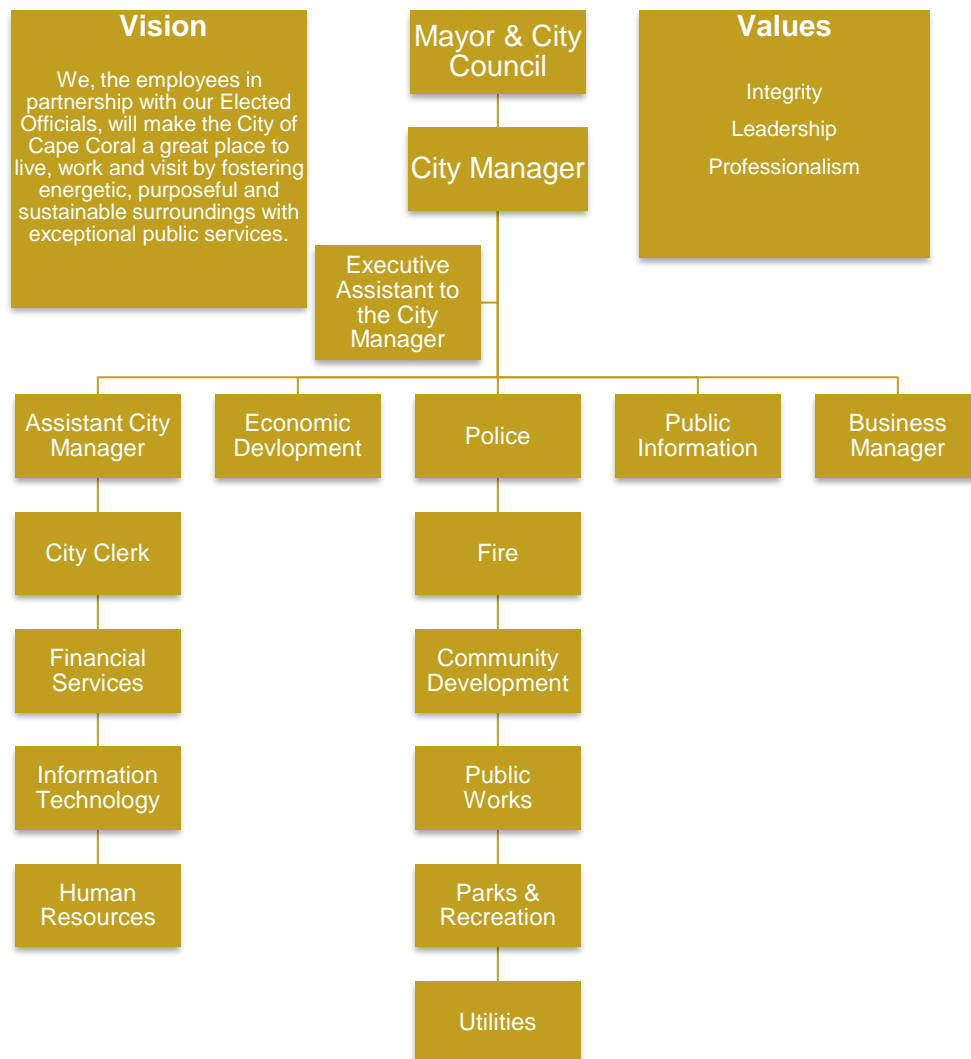 Vision
We, the employees in
partnership with our Elected
Officials, will make the City of
Cape Coral a great place to
live, work and visit by fostering
energetic, purposeful and
sustainable surroundings with
exceptional public services.
Mayor & City
Council
Values
Integrity
Leadership
Professionalism
City Manager
Executive
Assistant to
the City
Manager
Assistant City
Manager
Economic
Devlopment
Police
Public
Information
Business
Manager
City Clerk
Fire
Financial
Services
Community
Development
Information
Technology
Public
Works
Human
Resources
Parks &
Recreation
Utilities